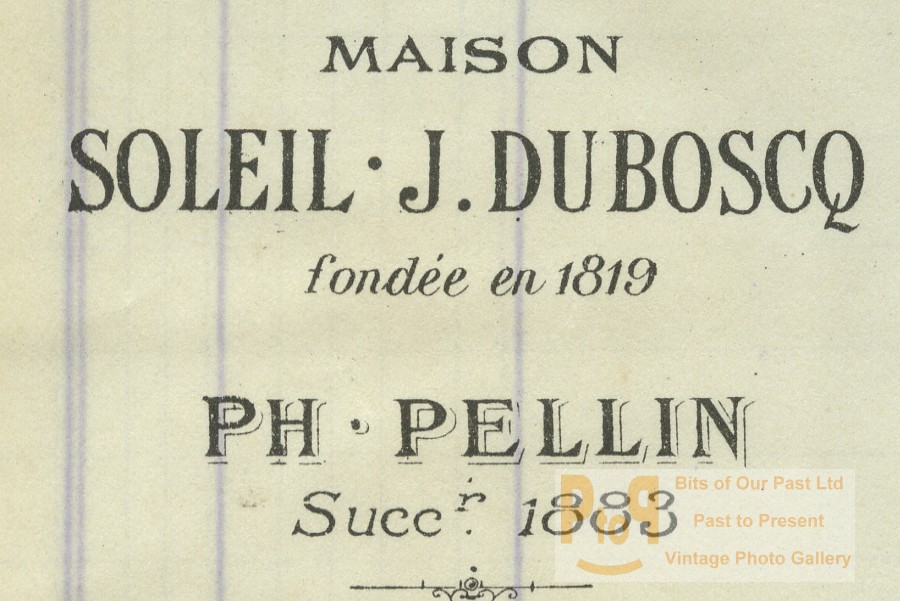 MAISON
SOLEIL · J. DUBOSCQ
fondée en 1819
PH · PELLIN
Succr. 1883
Bits of Our Past Ltd
PtoP
Past to Present
Vintage Photo Gallery